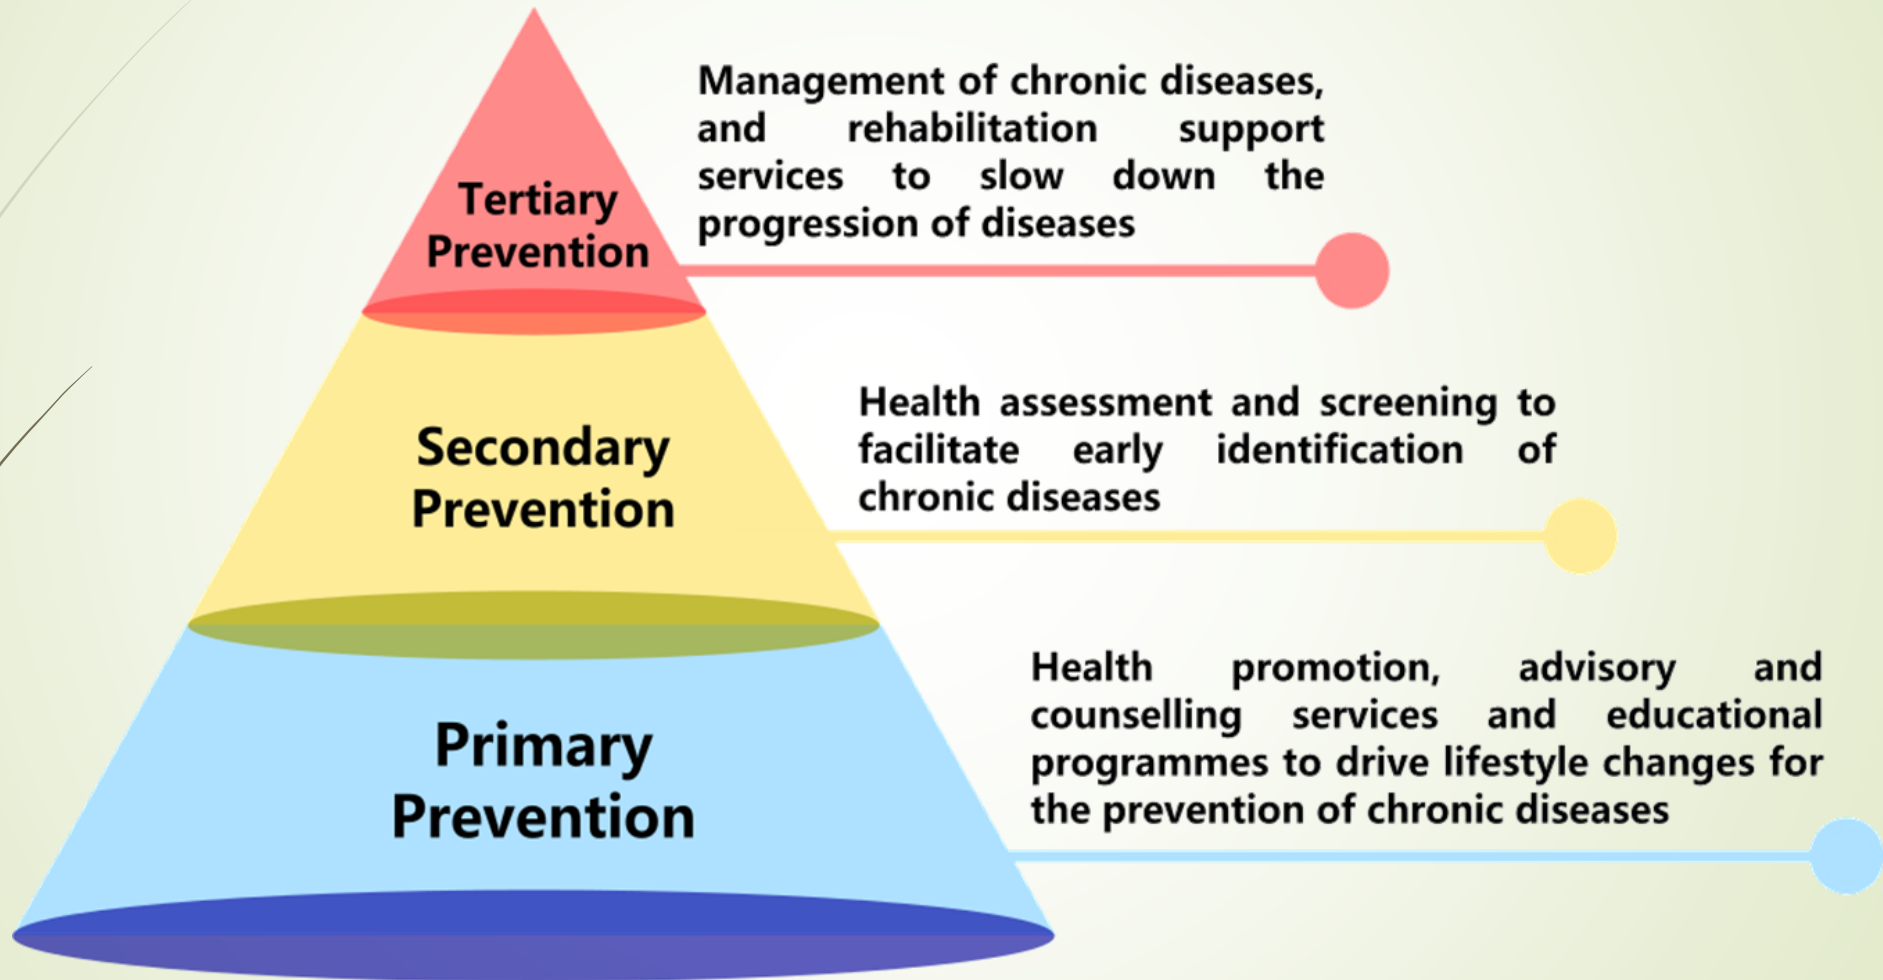 Tertiary
Prevention
Management of chronic diseases,
and rehabilitation support
services to slow down the
progression of diseases
Secondary
Prevention
Health assessment and screening to
facilitate early identification of
chronic diseases
Primary
Prevention
Health promotion, advisory and
counselling services and educational
programmes to drive lifestyle changes for
the prevention of chronic diseases